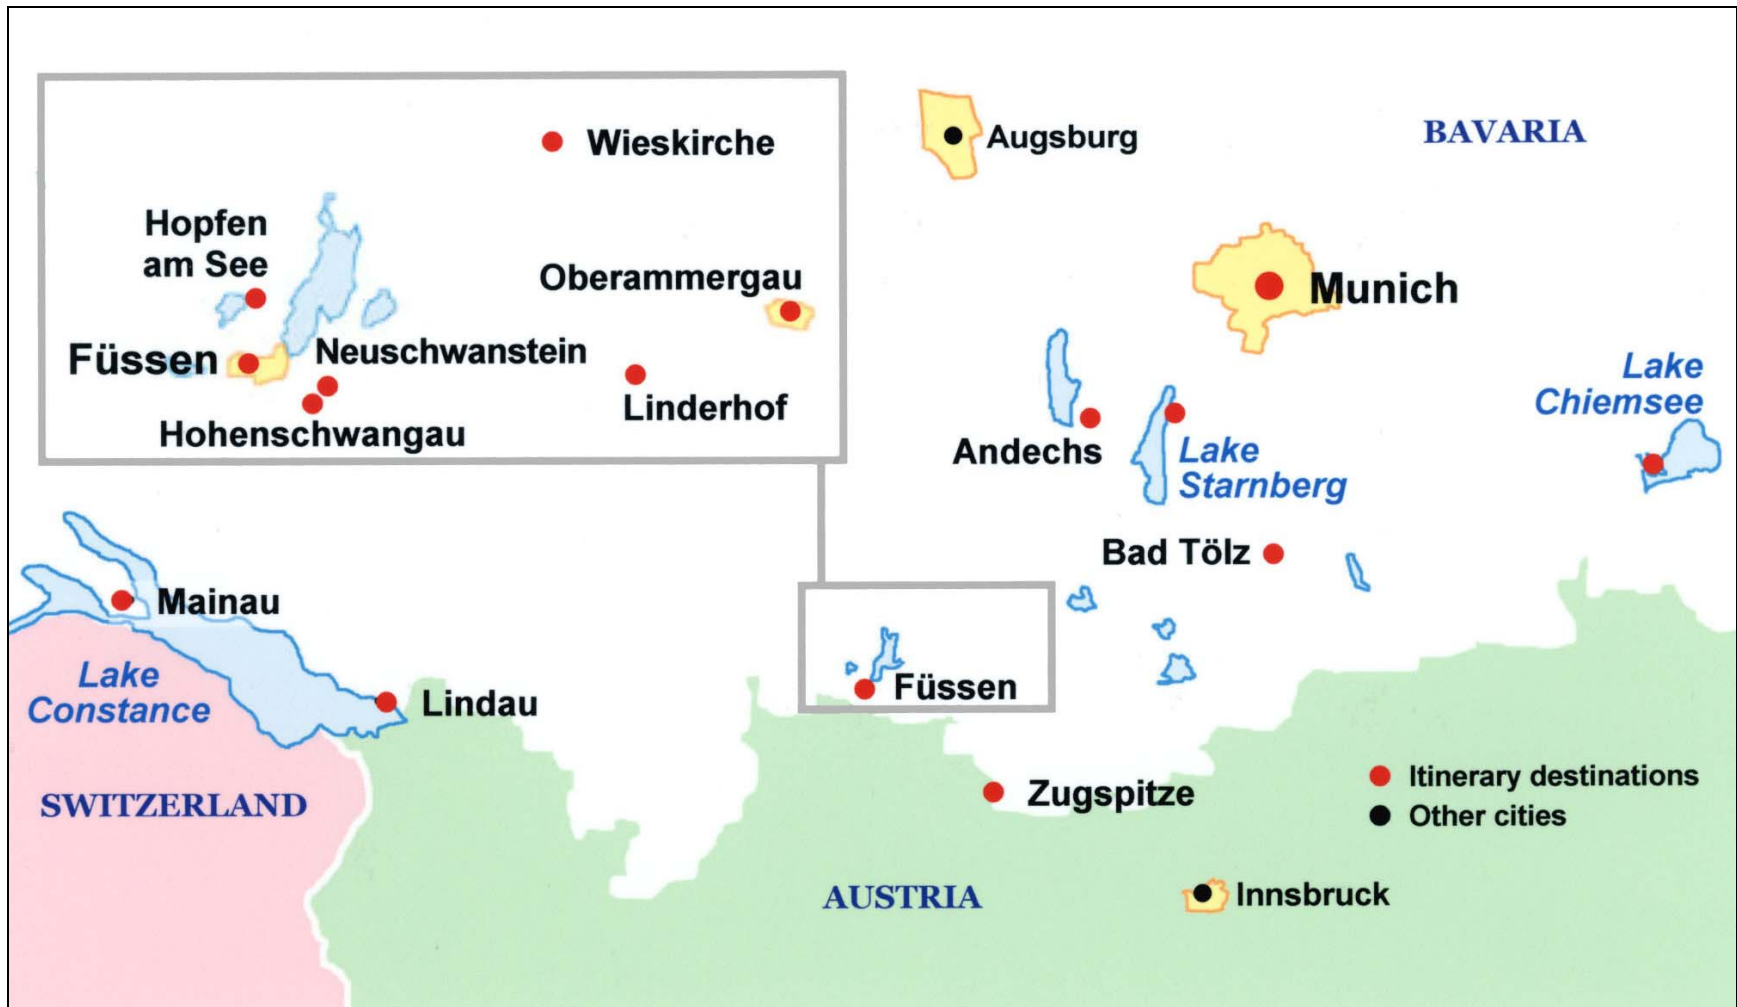 Wieskirche
Hopfen
am See
Oberammergau
Füssen
Neuschwanstein
Linderhof
Hohenschwangau
Augsburg
BAVARIA
Munich
Lake
Chiemsee
Andechs
Lake
Starnberg
Bad Tölz
Mainau
Lake
Constance
Lindau
Füssen
SWITZERLAND
Zugspitze
Itinerary destinations
Other cities
AUSTRIA
Innsbruck